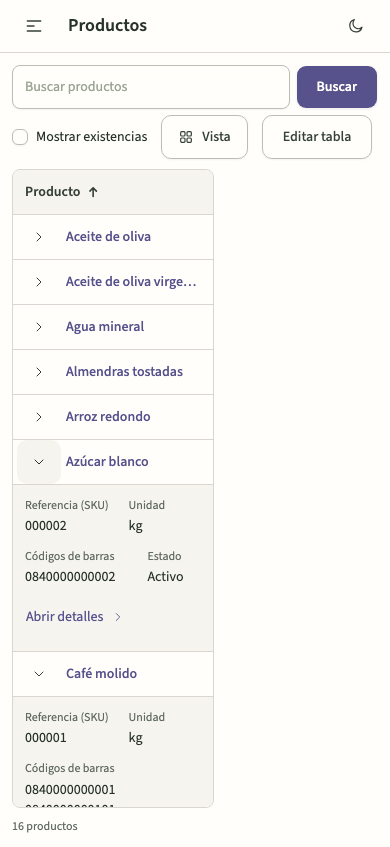 Productos
Buscar productos
Buscar
Mostrar existencias
Vista
Editar tabla
Producto
Aceite de oliva
Aceite de oliva virge…
Agua mineral
Almendras tostadas
Arroz redondo
Azúcar blanco
Referencia (SKU) Unidad
000002 kg
Códigos de barras Estado
0840000000002 Activo
Abrir detalles
Café molido
Referencia (SKU) Unidad
000001 kg
Códigos de barras
0840000000001
16 productos